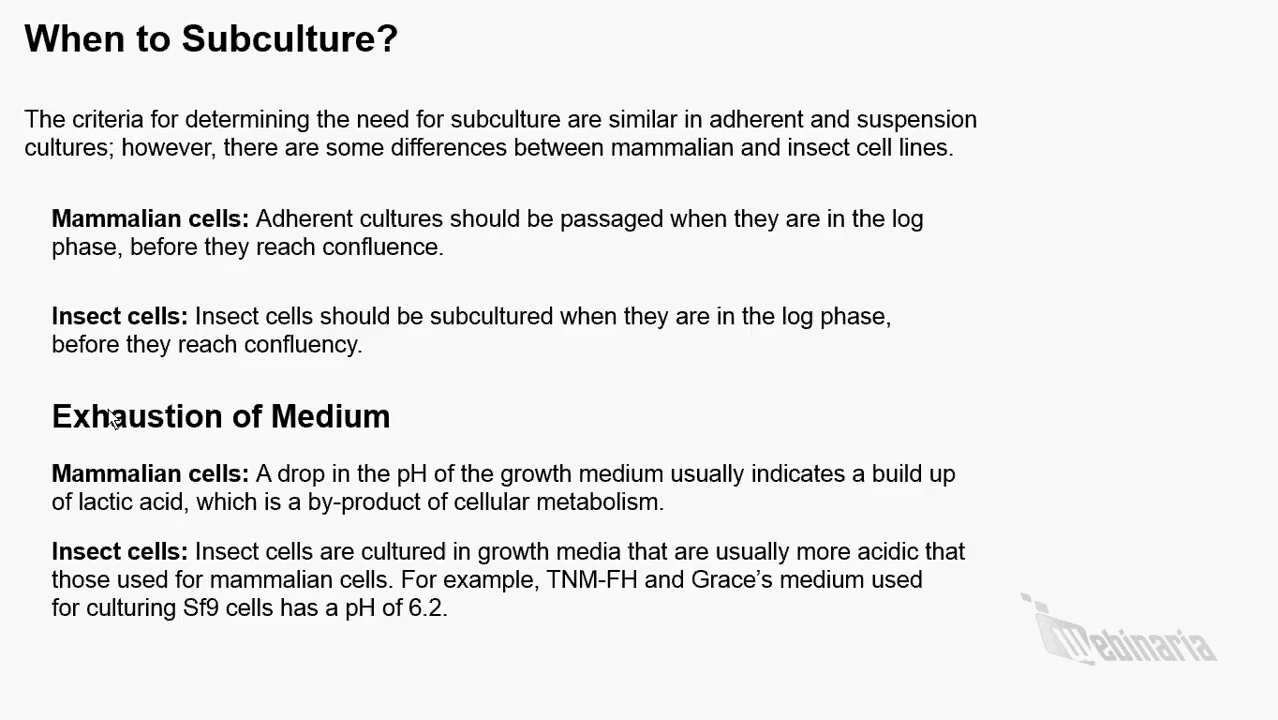 When to Subculture?
The criteria for determining the need for subculture are similar in adherent and suspension
cultures; however, there are some differences between mammalian and insect cell lines.
Mammalian cells: Adherent cultures should be passaged when they are in the log
phase, before they reach confluence.
Insect cells: Insect cells should be subcultured when they are in the log phase,
before they reach confluency.
Exhaustion of Medium
Mammalian cells: A drop in the pH of the growth medium usually indicates a build up
of lactic acid, which is a by-product of cellular metabolism.
Insect cells: Insect cells are cultured in growth media that are usually more acidic that
those used for mammalian cells. For example, TNM-FH and Grace’s medium used
for culturing Sf9 cells has a pH of 6.2.
Webinaria